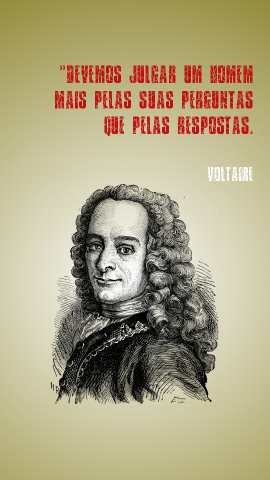 "DEVEMOS JULGAR UM HOMEM
MAIS PELAS SUAS PERGUNTAS
QUE PELAS RESPOSTAS.
VOLTAIRE